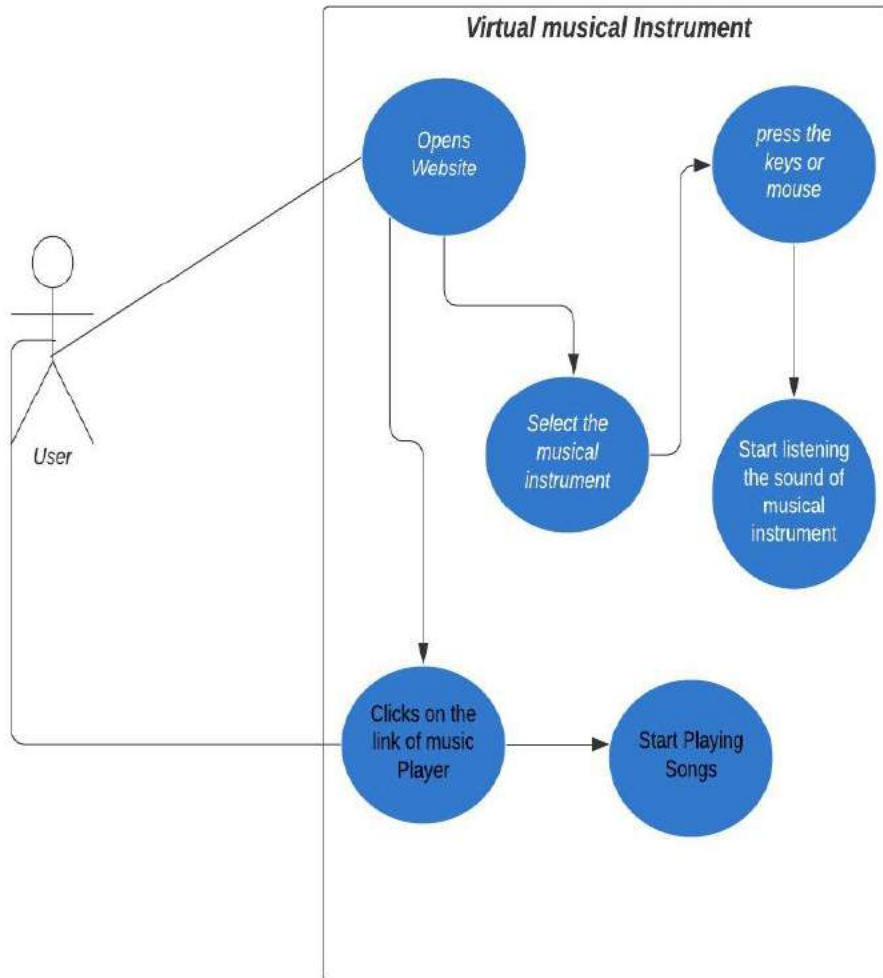 Virtual musical Instrument
Opens
Website
press the
keys or
mouse
User
Select the
musical
instrument
Start listening
the sound of
musical
instrument
Clicks on the
link of music
Player
Start Playing
Songs